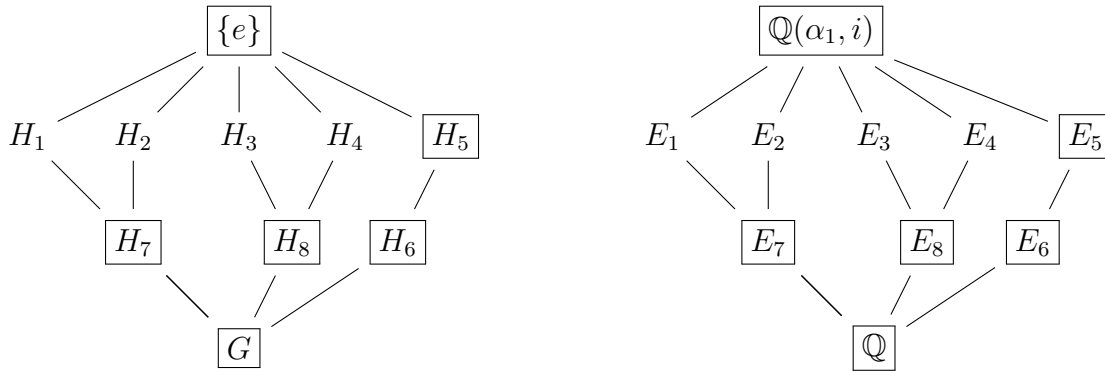 {e} ℚ(α₁, i)
H₁ H₂ H₃ H₄ H₅ E₁ E₂ E₃ E₄ E₅
H₇ H₈ H₆ E₇ E₈ E₆
G ℚ